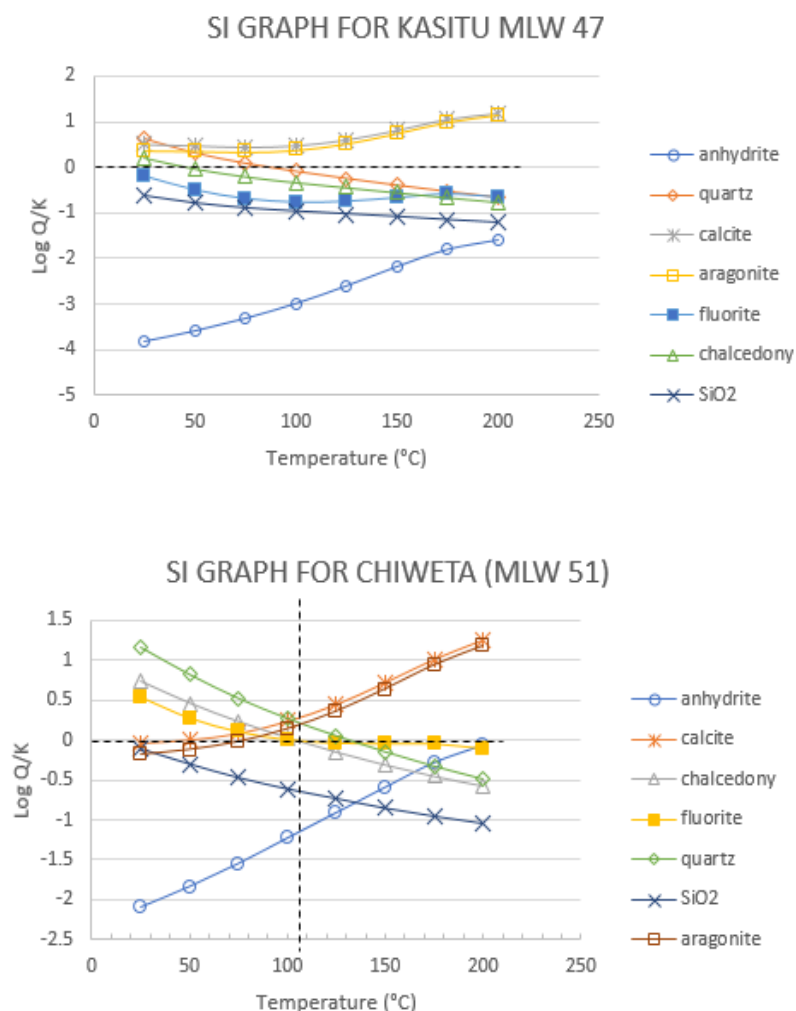 SI GRAPH FOR KASITU MLW 47
2
1
0
-1
-2
-3
-4
-5
Log Q/K
0 50 100 150 200 250
Temperature (°C)
anhydrite
quartz
calcite
aragonite
fluorite
chalcedony
SiO2
SI GRAPH FOR CHIWETA (MLW 51)
1.5
1
0.5
0
-0.5
-1
-1.5
-2
-2.5
Log Q/K
0 50 100 150 200 250
Temperature (°C)
anhydrite
calcite
chalcedony
fluorite
quartz
SiO2
aragonite